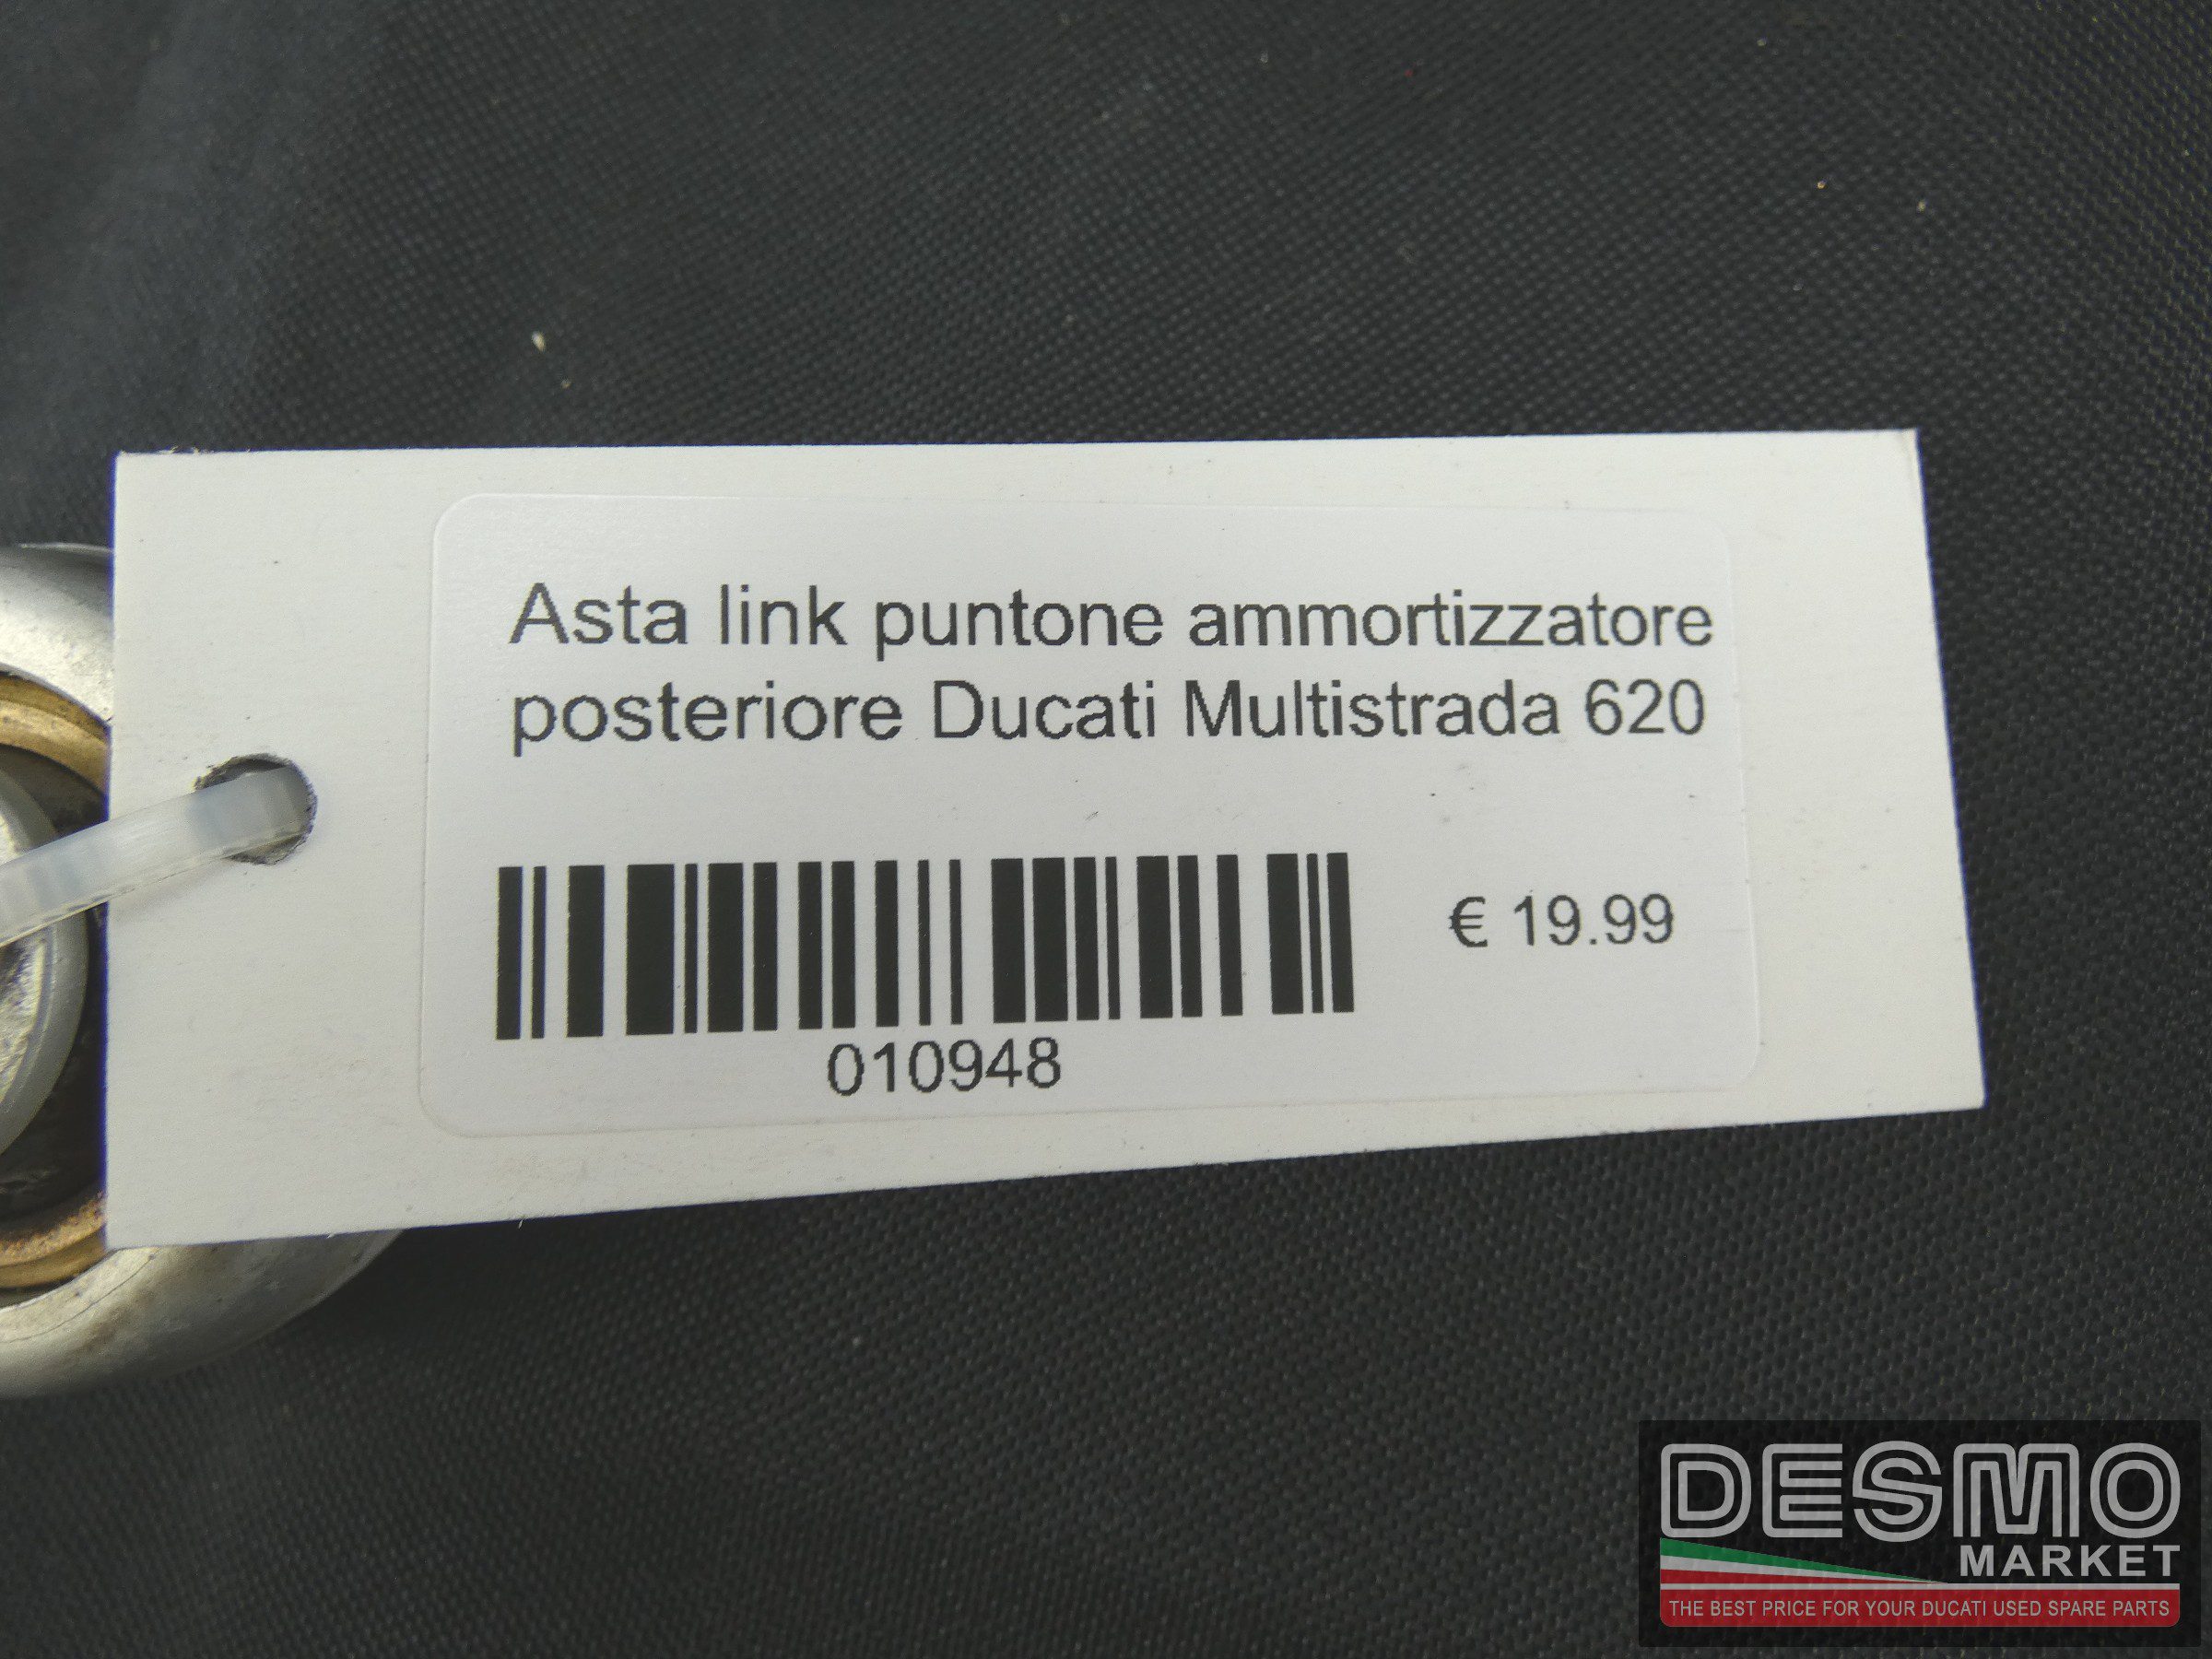 Asta link puntone ammortizzatore
posteriore Ducati Multistrada 620
€ 19.99
010948
DESMO
MARKET
THE BEST PRICE FOR YOUR DUCATI USED SPARE PARTS